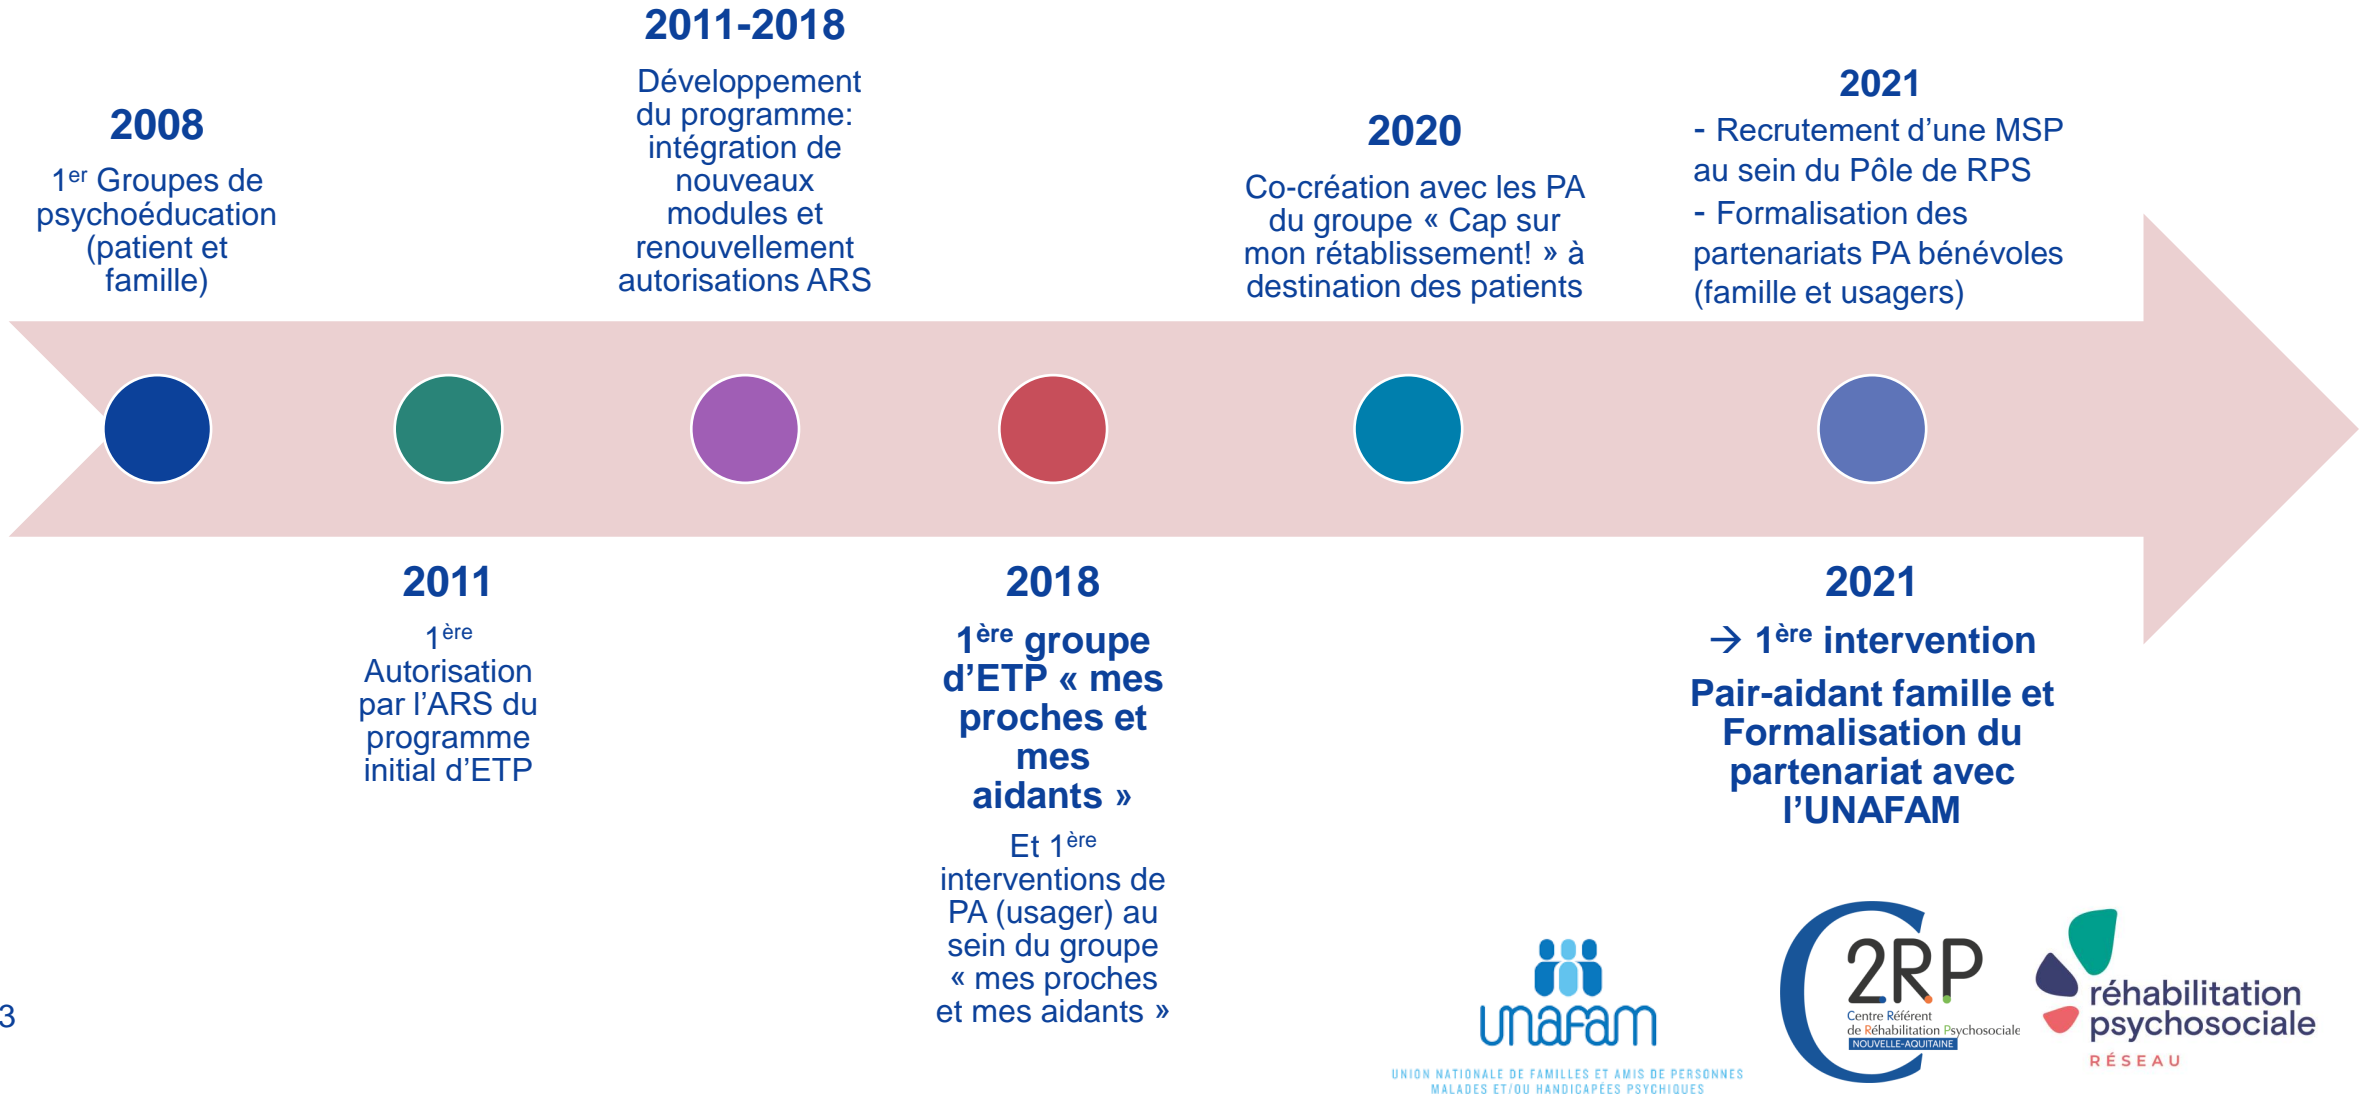 2008
1er Groupes de
psychoéducation
(patient et
famille)
2011-2018
Développement
du programme:
intégration de
nouveaux
modules et
renouvellement
autorisations ARS
2020
Co-création avec les PA
du groupe « Cap sur
mon rétablissement! » à
destination des patients
2021
- Recrutement d’une MSP
au sein du Pôle de RPS
- Formalisation des
partenariats PA bénévoles
(famille et usagers)
2011
1ère
Autorisation
par l’ARS du
programme
initial d’ETP
2018
1ère groupe
d’ETP « mes
proches et
mes
aidants »
Et 1ère
interventions de
PA (usager) au
sein du groupe
« mes proches
et mes aidants »
2021
→ 1ère intervention
Pair-aidant famille et
Formalisation du
partenariat avec
l’UNAFAM
3
unafam
UNION NATIONALE DE FAMILLES ET AMIS DE PERSONNES
MALADES ET/OU HANDICAPÉES PSYCHIQUES
C2RP
Centre Référent
de Réhabilitation Psychosociale
NOUVELLE-AQUITAINE
réhabilitation
psychosociale
RÉSEAU